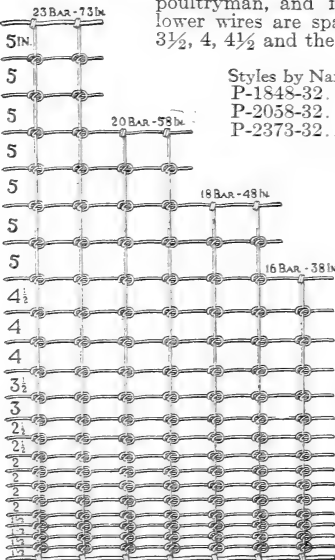 poultryman, and
lower wires are
3½, 4, 4½ and the
Styles by
P-1848-32.
P-2058-32.
P-2373-32.
23 BAR - 73 IN.
5 IN.
5
5
20 BAR - 58 IN.
5
5
18 BAR - 48 IN.
5
5
16 BAR - 38 IN
4½
4
4
3½
3
2½
2½
2
2
2
2